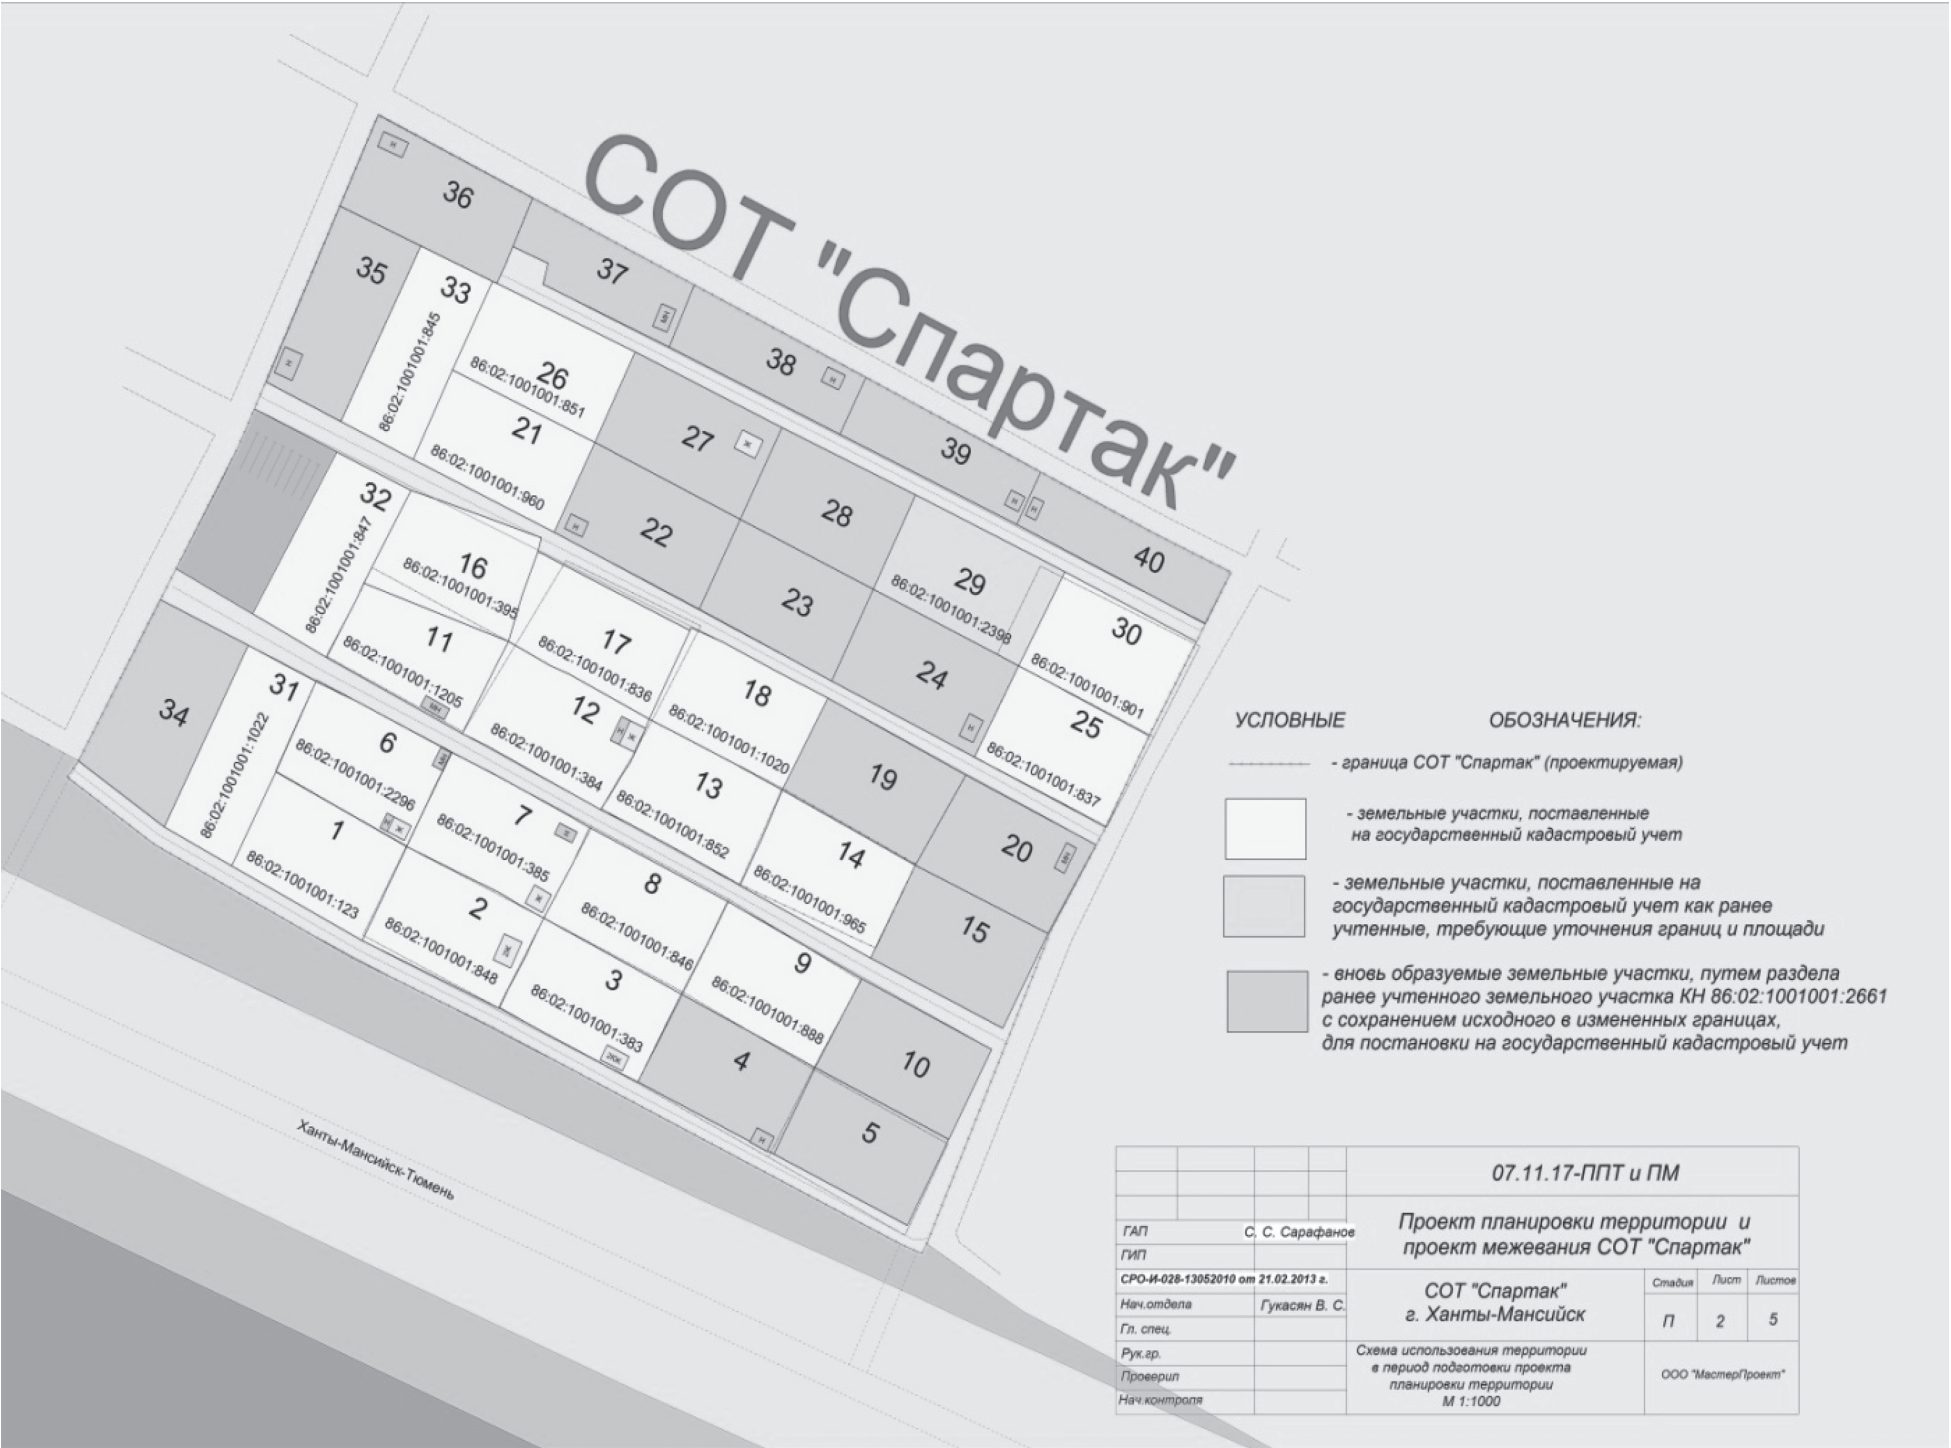 СОТ "Спартак"
Н
36
37
МН
38
Н
39
Н
Н
40
35
Н
33
86:02:1001001:845
26
86:02:1001001:851
21
86:02:1001001:960
27
Ж
22
Н
28
23
29
86:02:1001001:2398
24
Н
30
86:02:1001001:901
25
86:02:1001001:837
32
86:02:1001001:847
16
86:02:1001001:395
11
86:02:1001001:1205
МН
17
86:02:1001001:836
12
Н Ж
86:02:1001001:384
18
86:02:1001001:1020
13
86:02:1001001:852
19
14
86:02:1001001:965
20
МН
15
34
31
86:02:1001001:1022
6
86:02:1001001:2296
МН
Н Ж
1
86:02:1001001:123
7
Н
86:02:1001001:385
Ж
2
Ж
86:02:1001001:848
8
86:02:1001001:846
3
86:02:1001001:383
2КЖ
9
86:02:1001001:888
4
Н
10
5
Ханты-Мансийск-Тюмень
УСЛОВНЫЕ ОБОЗНАЧЕНИЯ:
- граница СОТ "Спартак" (проектируемая)
- земельные участки, поставленные
на государственный кадастровый учет
- земельные участки, поставленные на
государственный кадастровый учет как ранее
учтенные, требующие уточнения границ и площади
- вновь образуемые земельные участки, путем раздела
ранее учтенного земельного участка КН 86:02:1001001:2661
с сохранением исходного в измененных границах,
для постановки на государственный кадастровый учет
07.11.17-ППТ и ПМ
ГАП С. С. Сарафанов
ГИП
Проект планировки территории и
проект межевания СОТ "Спартак"
СРО-И-028-13052010 от 21.02.2013 г.
Нач.отдела Гукасян В. С.
Гл. спец.
СОТ "Спартак"
г. Ханты-Мансийск
Стадия Лист Листов
П 2 5
Рук.гр.
Проверил
Нач.контроля
Схема использования территории
в период подготовки проекта
планировки территории
М 1:1000
ООО "МастерПроект"